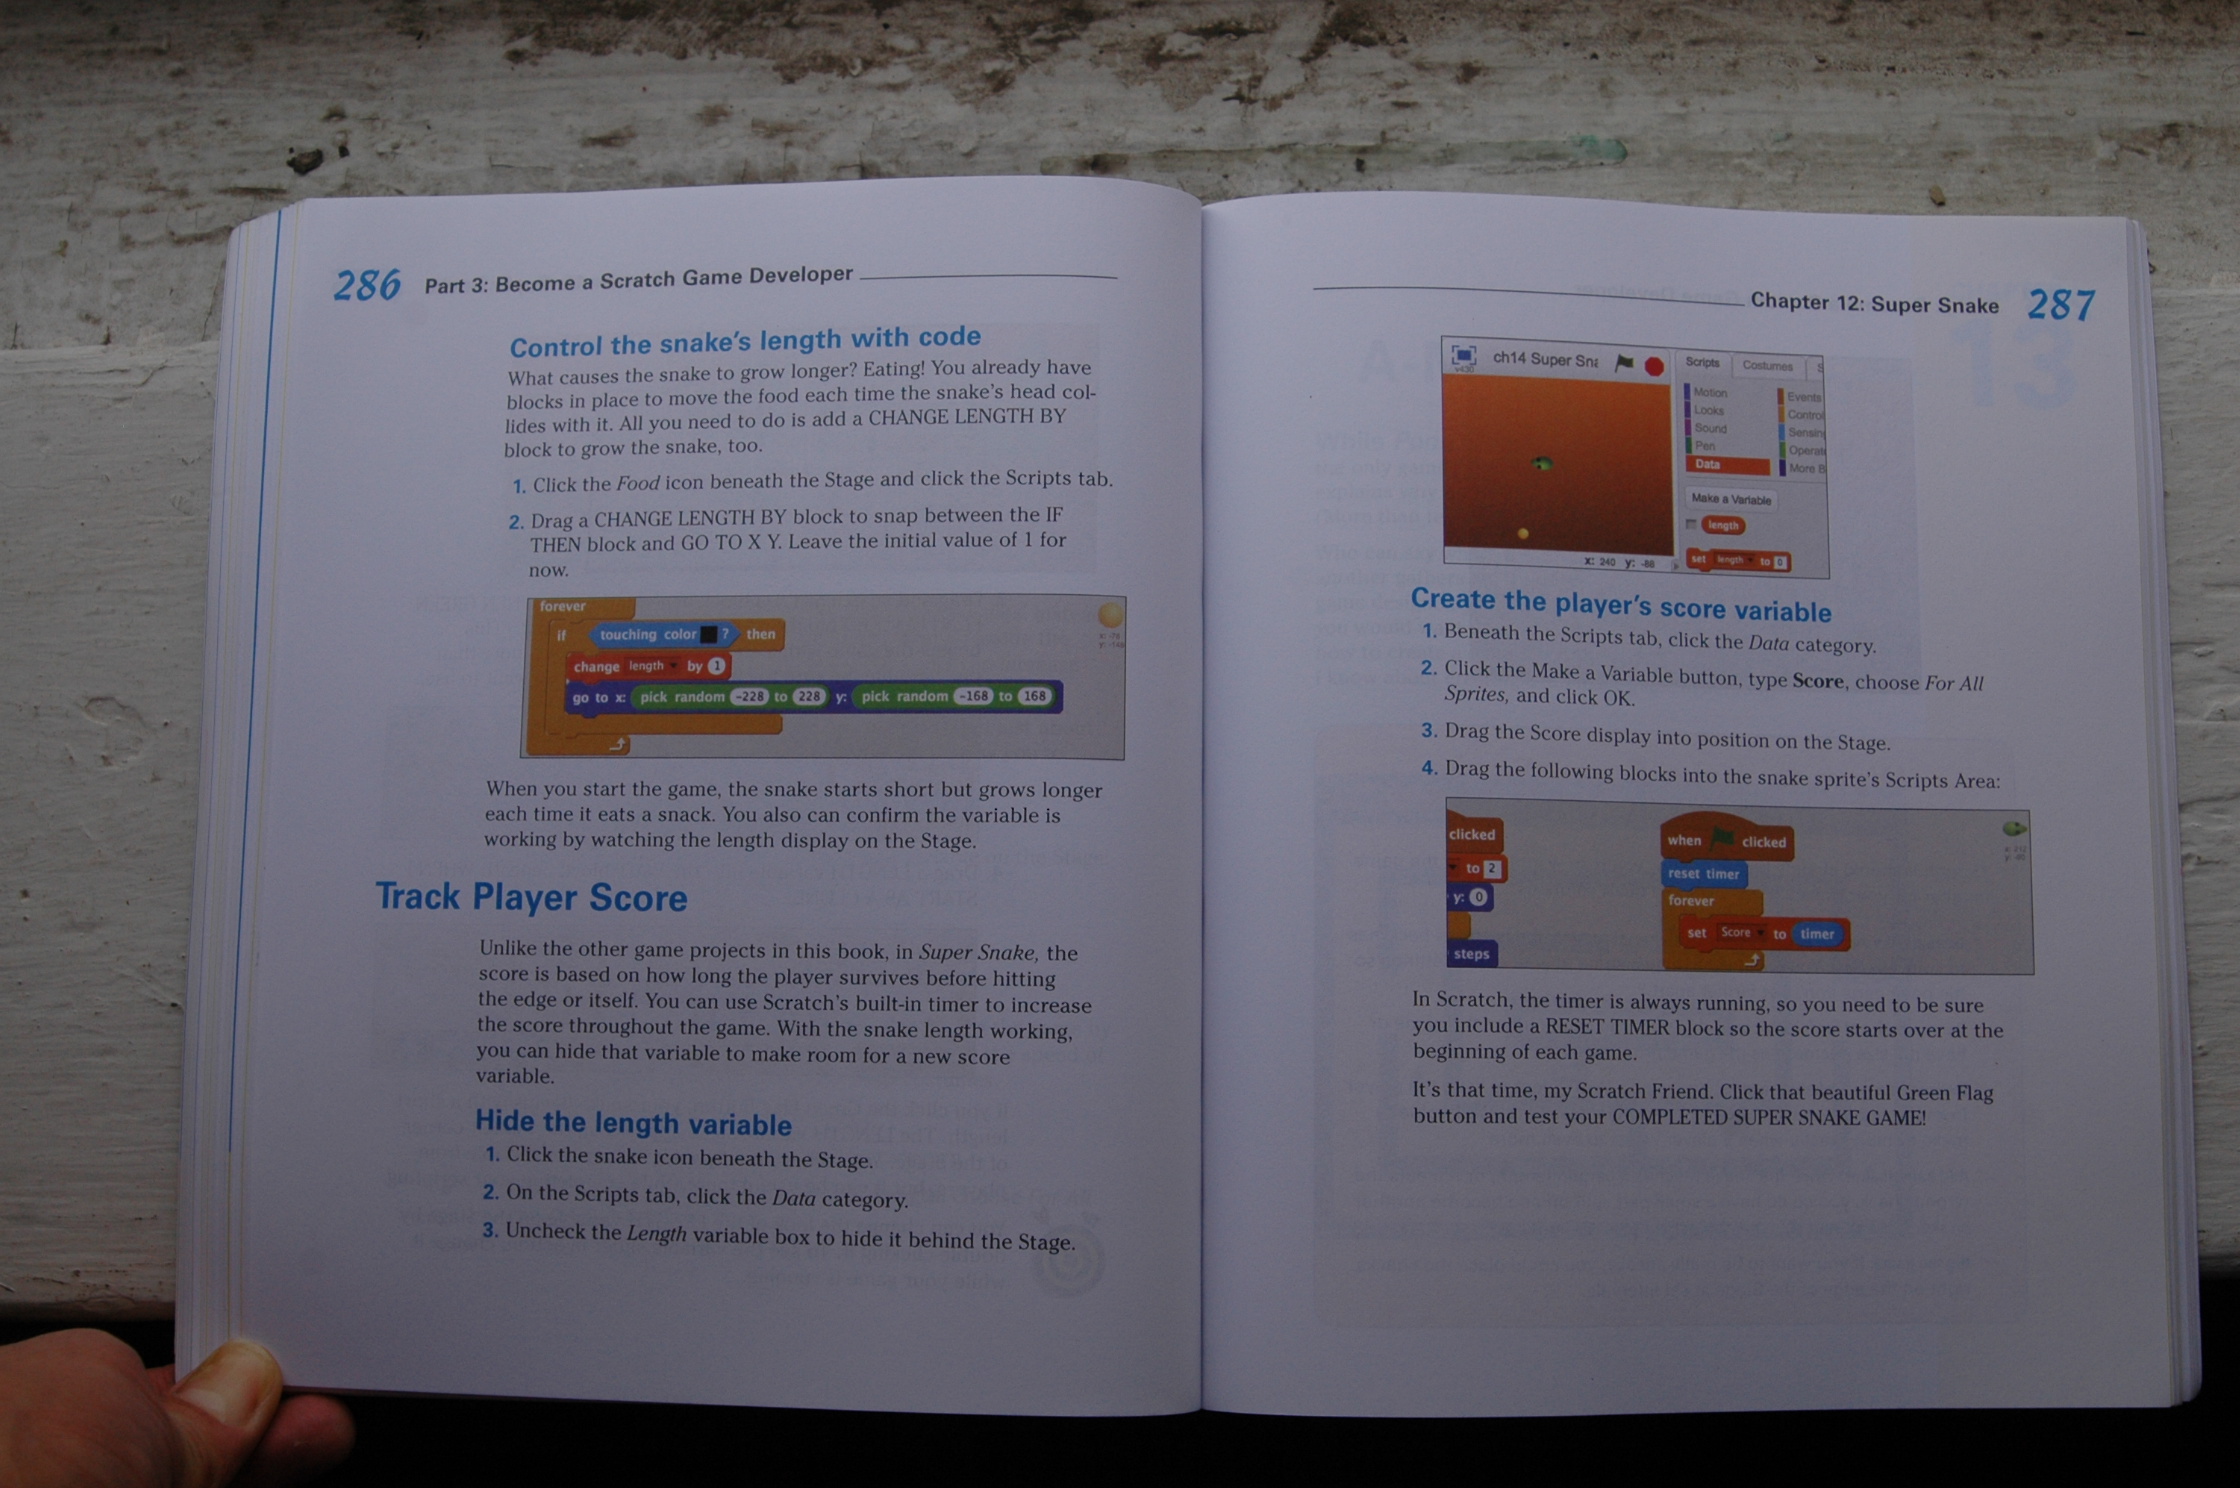 286 Part 3: Become a Scratch Game Developer
Control the snake's length with code
What causes the snake to grow longer? Eating! You already have
blocks in place to move the food each time the snake's head col-
lides with it. All you need to do is add a CHANGE LENGTH BY
block to grow the snake, too.
1. Click the Food icon beneath the Stage and click the Scripts tab.
2. Drag a CHANGE LENGTH BY block to snap between the IF
THEN block and GO TO X Y. Leave the initial value of 1 for
now.
forever
if touching color ? then
change length by 1
go to x: pick random -228 to 228 y: pick random -168 to 168
When you start the game, the snake starts short but grows longer
each time it eats a snack. You also can confirm the variable is
working by watching the length display on the Stage.
Track Player Score
Unlike the other game projects in this book, in Super Snake, the
score is based on how long the player survives before hitting
the edge or itself. You can use Scratch's built-in timer to increase
the score throughout the game. With the snake length working,
you can hide that variable to make room for a new score
variable.
Hide the length variable
1. Click the snake icon beneath the Stage.
2. On the Scripts tab, click the Data category.
3. Uncheck the Length variable box to hide it behind the Stage.
Chapter 12: Super Snake 287
ch14 Super Sna
v430
Scripts Costumes S
Motion Events
Looks Control
Sound Sensin
Pen Operat
Data More B
Make a Variable
length
set length to 0
x: 240 y: -88
Create the player's score variable
1. Beneath the Scripts tab, click the Data category.
2. Click the Make a Variable button, type Score, choose For All
Sprites, and click OK.
3. Drag the Score display into position on the Stage.
4. Drag the following blocks into the snake sprite's Scripts Area:
clicked
to 2
y: 0
steps
when clicked
reset timer
forever
set Score to timer
In Scratch, the timer is always running, so you need to be sure
you include a RESET TIMER block so the score starts over at the
beginning of each game.
It's that time, my Scratch Friend. Click that beautiful Green Flag
button and test your COMPLETED SUPER SNAKE GAME!